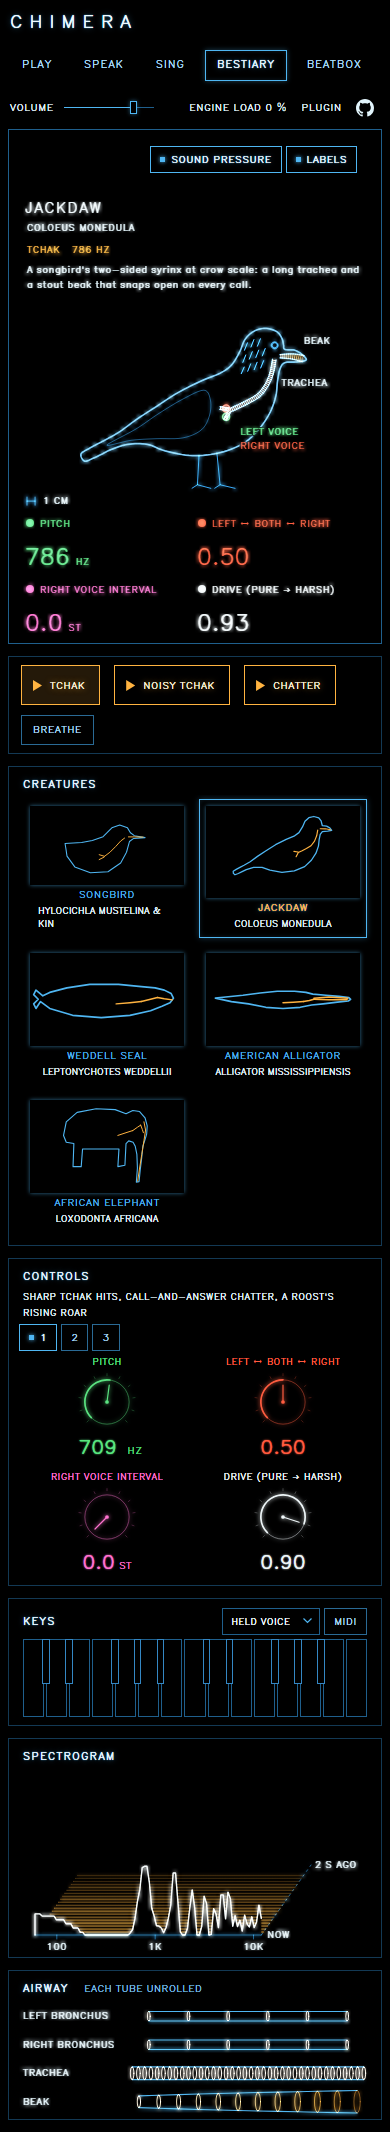 CHIMERA
PLAY SPEAK SING BESTIARY BEATBOX
VOLUME ENGINE LOAD 0 % PLUGIN
SOUND PRESSURE LABELS
JACKDAW
COLOEUS MONEDULA
TCHAK 786 HZ
A songbird's two-sided syrinx at crow scale: a long trachea and
a stout beak that snaps open on every call.
BEAK
TRACHEA
LEFT VOICE
RIGHT VOICE
1 CM
PITCH LEFT ↔ BOTH ↔ RIGHT
786 HZ 0.50
RIGHT VOICE INTERVAL DRIVE (PURE → HARSH)
0.0 ST 0.93
TCHAK NOISY TCHAK CHATTER
BREATHE
CREATURES
SONGBIRD
HYLOCICHLA MUSTELINA &
KIN
JACKDAW
COLOEUS MONEDULA
WEDDELL SEAL
LEPTONYCHOTES WEDDELLII
AMERICAN ALLIGATOR
ALLIGATOR MISSISSIPPIENSIS
AFRICAN ELEPHANT
LOXODONTA AFRICANA
CONTROLS
SHARP TCHAK HITS, CALL-AND-ANSWER CHATTER, A ROOST'S
RISING ROAR
1 2 3
PITCH LEFT ↔ BOTH ↔ RIGHT
709 HZ 0.50
RIGHT VOICE INTERVAL DRIVE (PURE → HARSH)
0.0 ST 0.90
KEYS HELD VOICE MIDI
SPECTROGRAM
2 S AGO
NOW
100 1K 10K
AIRWAY EACH TUBE UNROLLED
LEFT BRONCHUS
RIGHT BRONCHUS
TRACHEA
BEAK